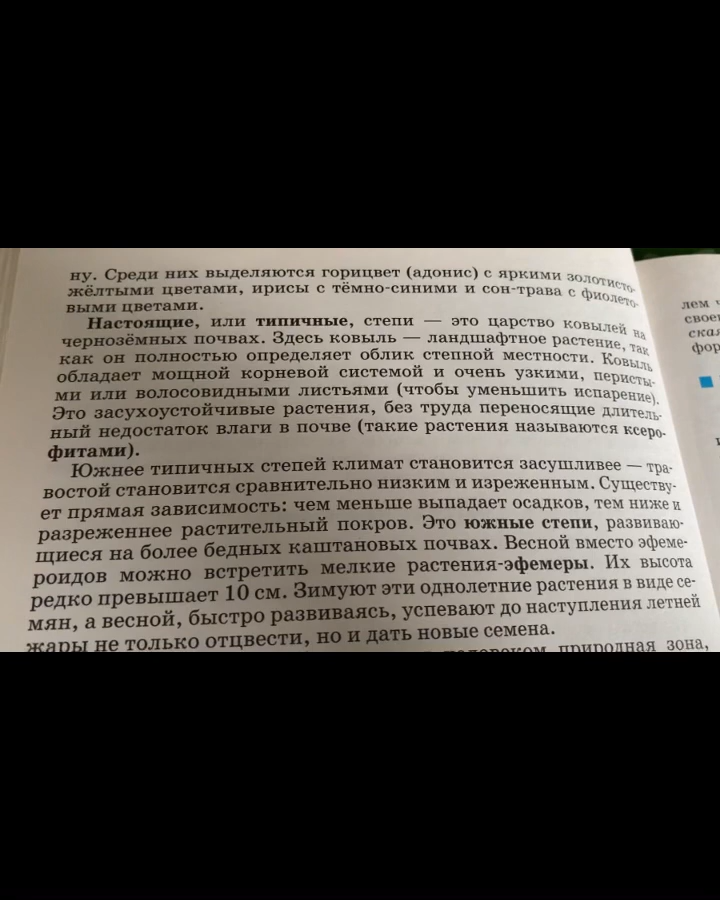 ну. Среди них выделяются горицвет (адонис) с яркими золотисто-
жёлтыми цветами, ирисы с тёмно-синими и сон-трава с фиолето-
выми цветами.
Настоящие, или типичные, степи — это царство ковылей на
чернозёмных почвах. Здесь ковыль — ландшафтное растение, так
как он полностью определяет облик степной местности. Ковыль
обладает мощной корневой системой и очень узкими, перисты-
ми или волосовидными листьями (чтобы уменьшить испарение).
Это засухоустойчивые растения, без труда переносящие длитель-
ный недостаток влаги в почве (такие растения называются ксеро-
фитами).
Южнее типичных степей климат становится засушливее — тра-
востой становится сравнительно низким и изреженным. Существу-
ет прямая зависимость: чем меньше выпадает осадков, тем ниже и
разреженнее растительный покров. Это южные степи, развиваю-
щиеся на более бедных каштановых почвах. Весной вместо эфеме-
роидов можно встретить мелкие растения-эфемеры. Их высота
редко превышает 10 см. Зимуют эти однолетние растения в виде се-
мян, а весной, быстро развиваясь, успевают до наступления летней
жары не только отцвести, но и дать новые семена.
человеком природная зона,
лем
свое
ская
фор